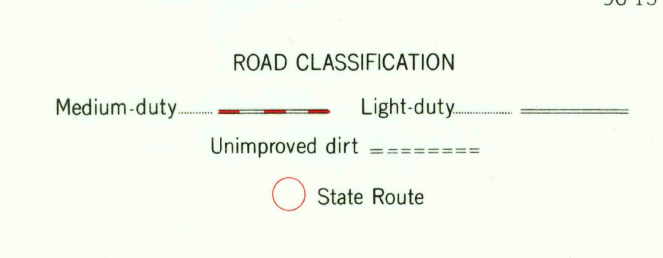 ROAD CLASSIFICATION
Medium-duty Light-duty
Unimproved dirt
State Route